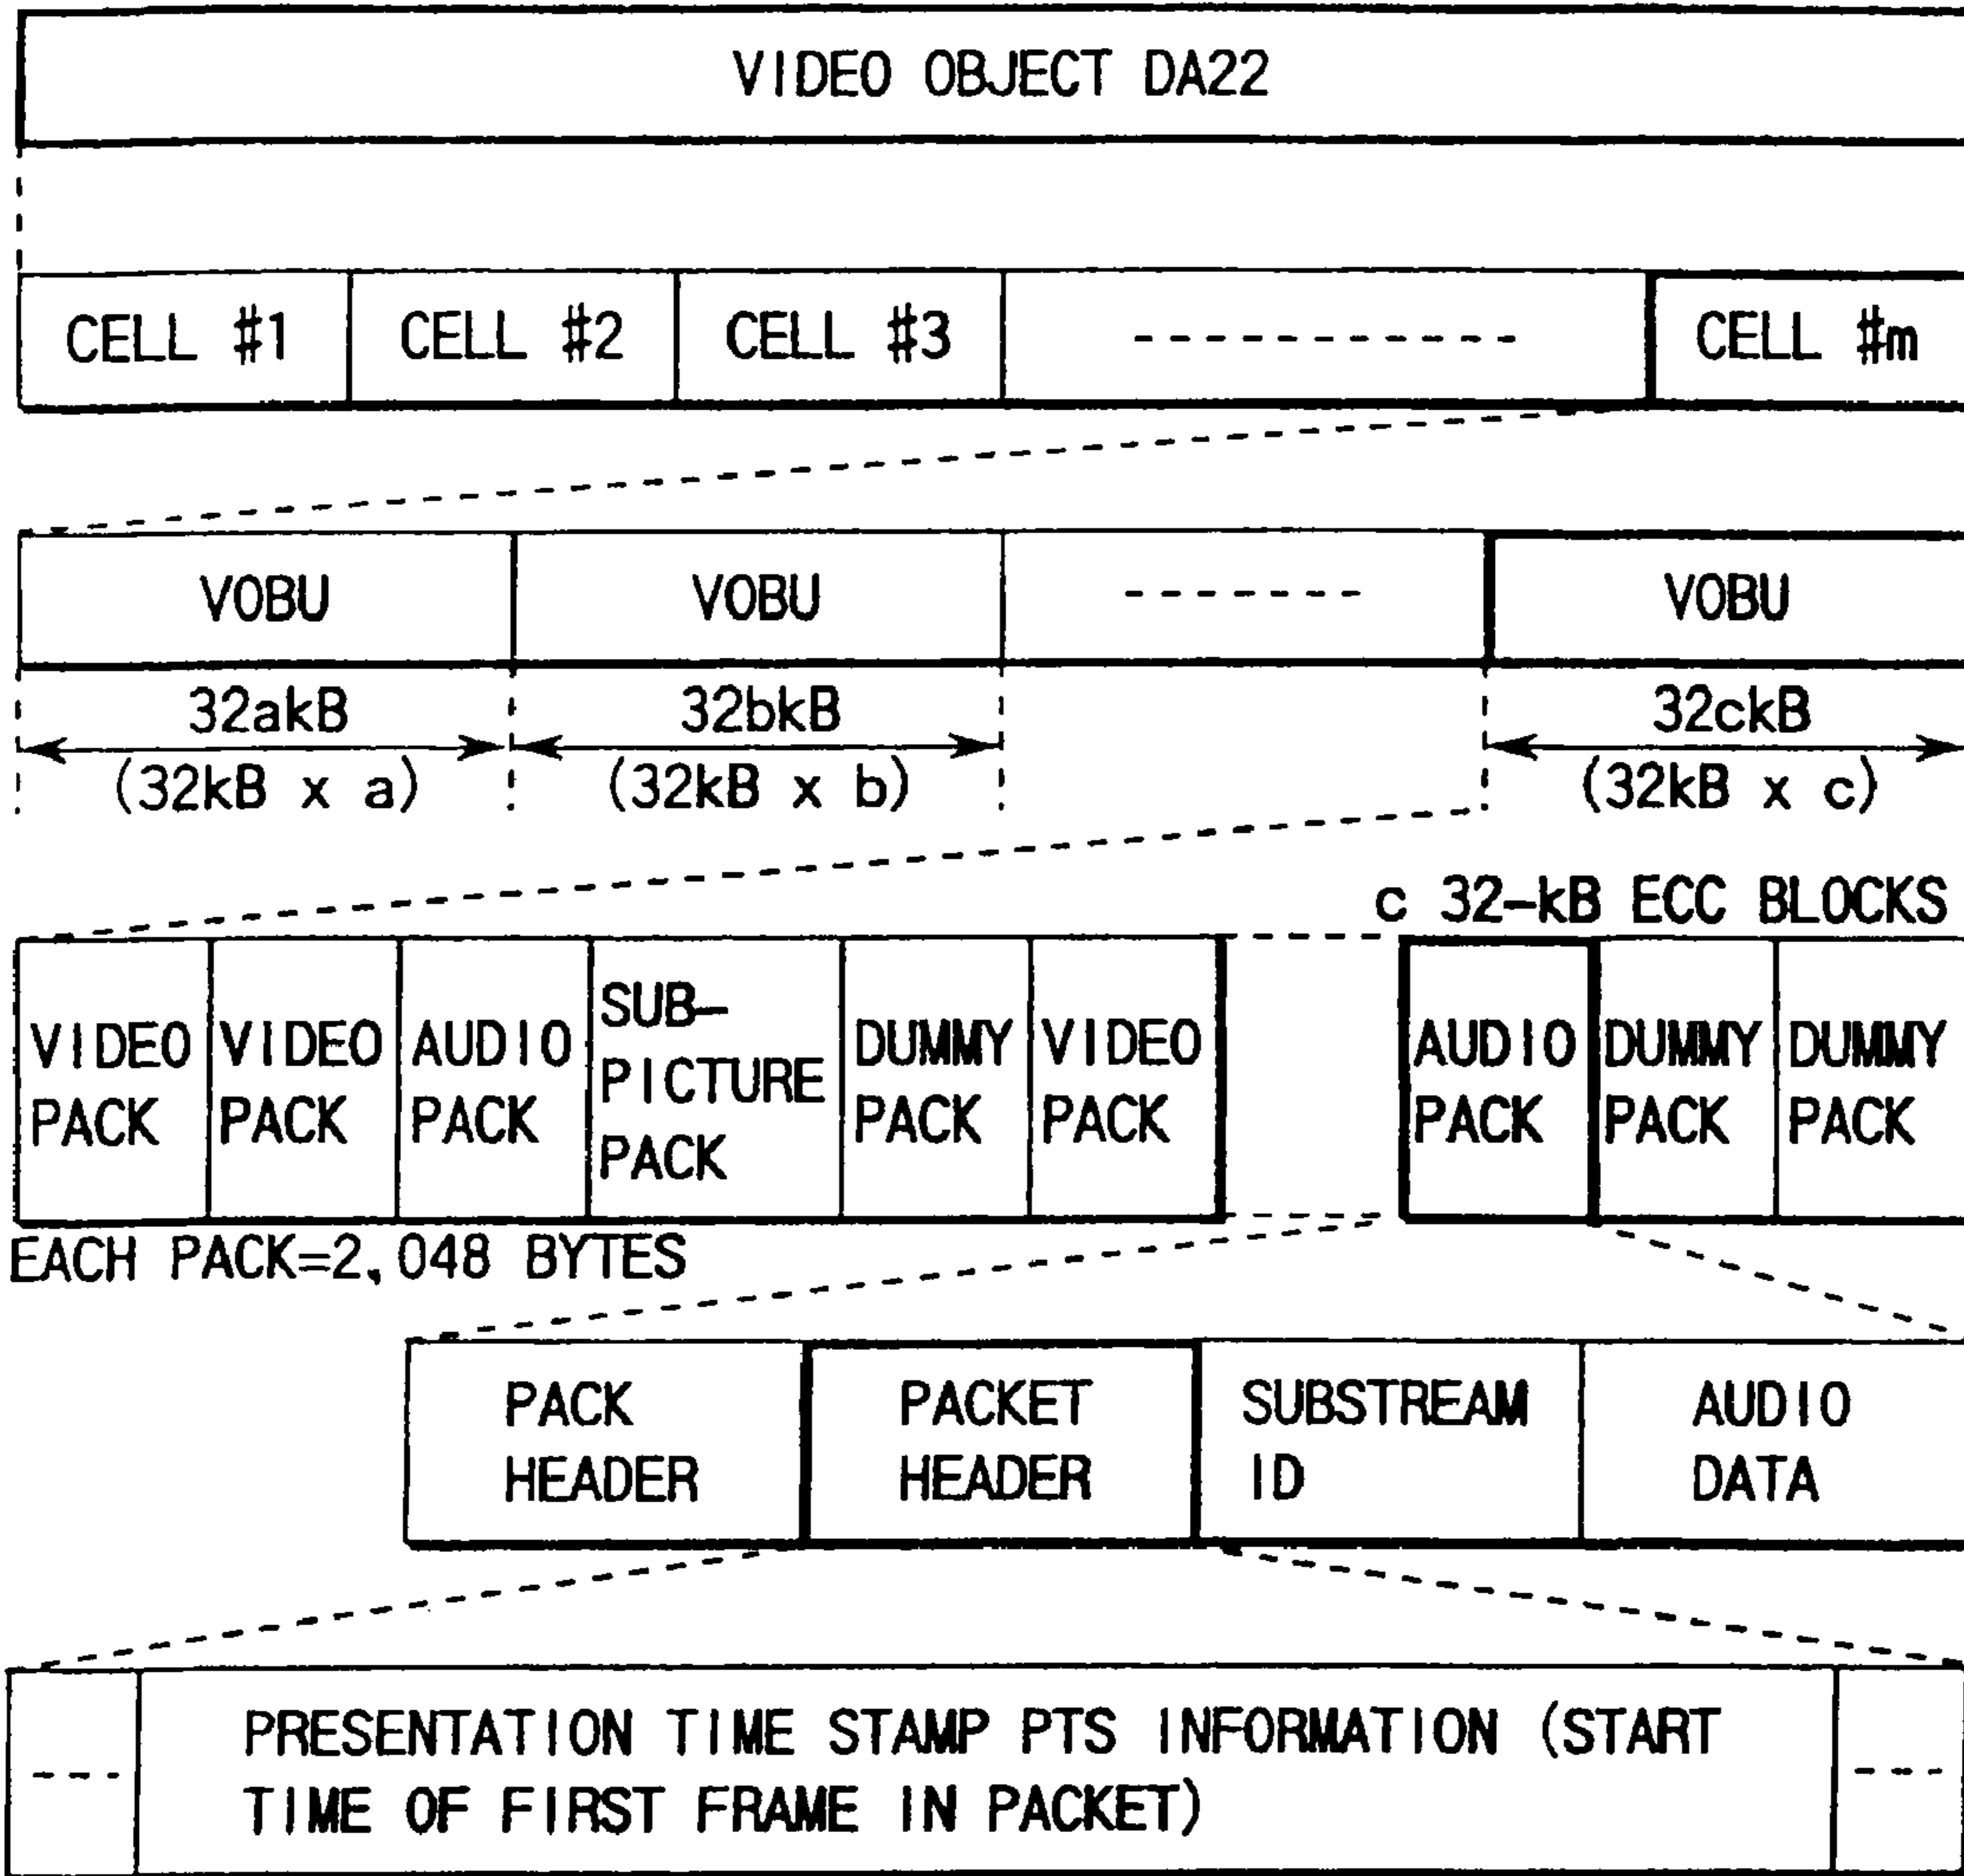 VIDEO OBJECT DA22
CELL #1 CELL #2 CELL #3 ------------- CELL #m
VOBU VOBU ------- VOBU
32akB 32bkB 32ckB
(32kB x a) (32kB x b) (32kB x c)
c 32-kB ECC BLOCKS
VIDEO
PACK
VIDEO
PACK
AUDIO
PACK
SUB-
PICTURE
PACK
DUMMY
PACK
VIDEO
PACK
AUDIO
PACK
DUMMY
PACK
DUMMY
PACK
EACH PACK=2,048 BYTES
PACK
HEADER
PACKET
HEADER
SUBSTREAM
ID
AUDIO
DATA
--- PRESENTATION TIME STAMP PTS INFORMATION (START
TIME OF FIRST FRAME IN PACKET) ---